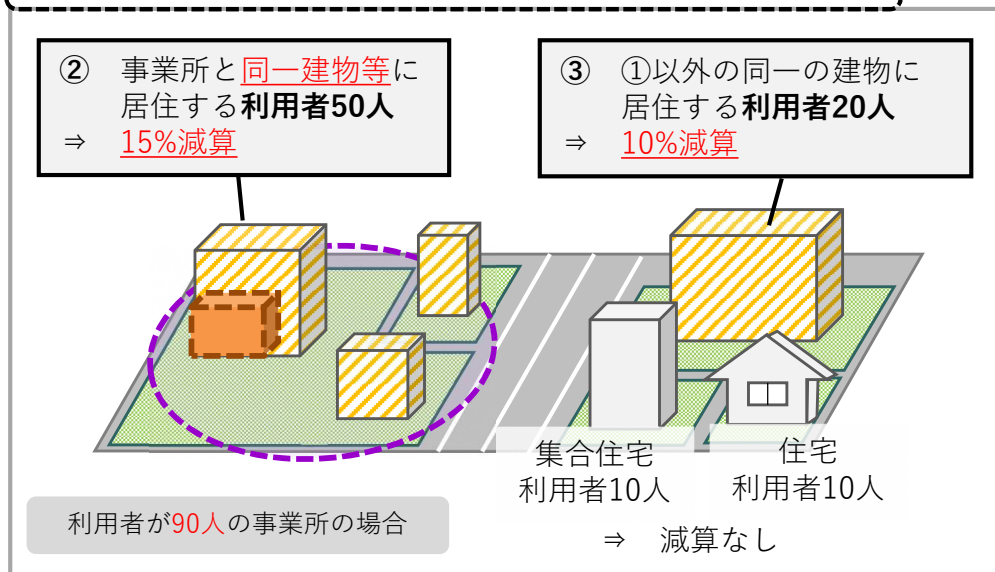 ② 事業所と同一建物等に
居住する利用者50人
⇒ 15%減算
③ ①以外の同一の建物に
居住する利用者20人
⇒ 10%減算
集合住宅
利用者10人
住宅
利用者10人
⇒ 減算なし
利用者が90人の事業所の場合